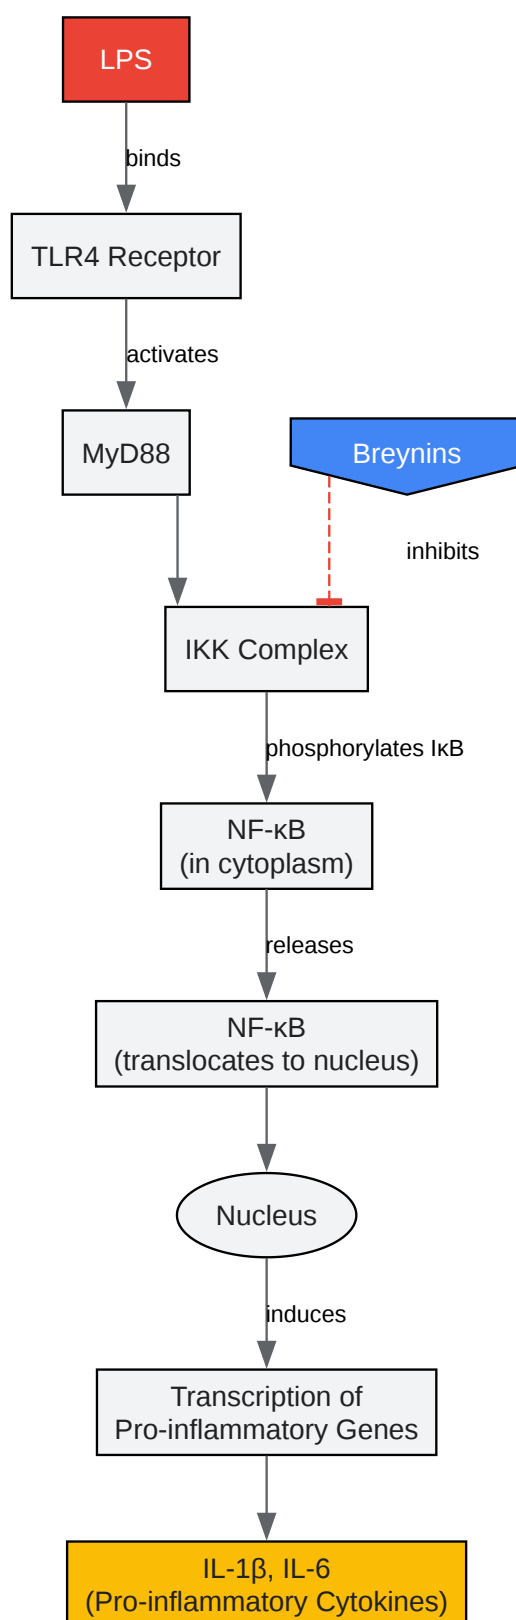 LPS
binds
TLR4 Receptor
activates
MyD88
Breynins
inhibits
IKK Complex
phosphorylates IκB
NF-κB
(in cytoplasm)
releases
NF-κB
(translocates to nucleus)
Nucleus
induces
Transcription of
Pro-inflammatory Genes
IL-1β, IL-6
(Pro-inflammatory Cytokines)